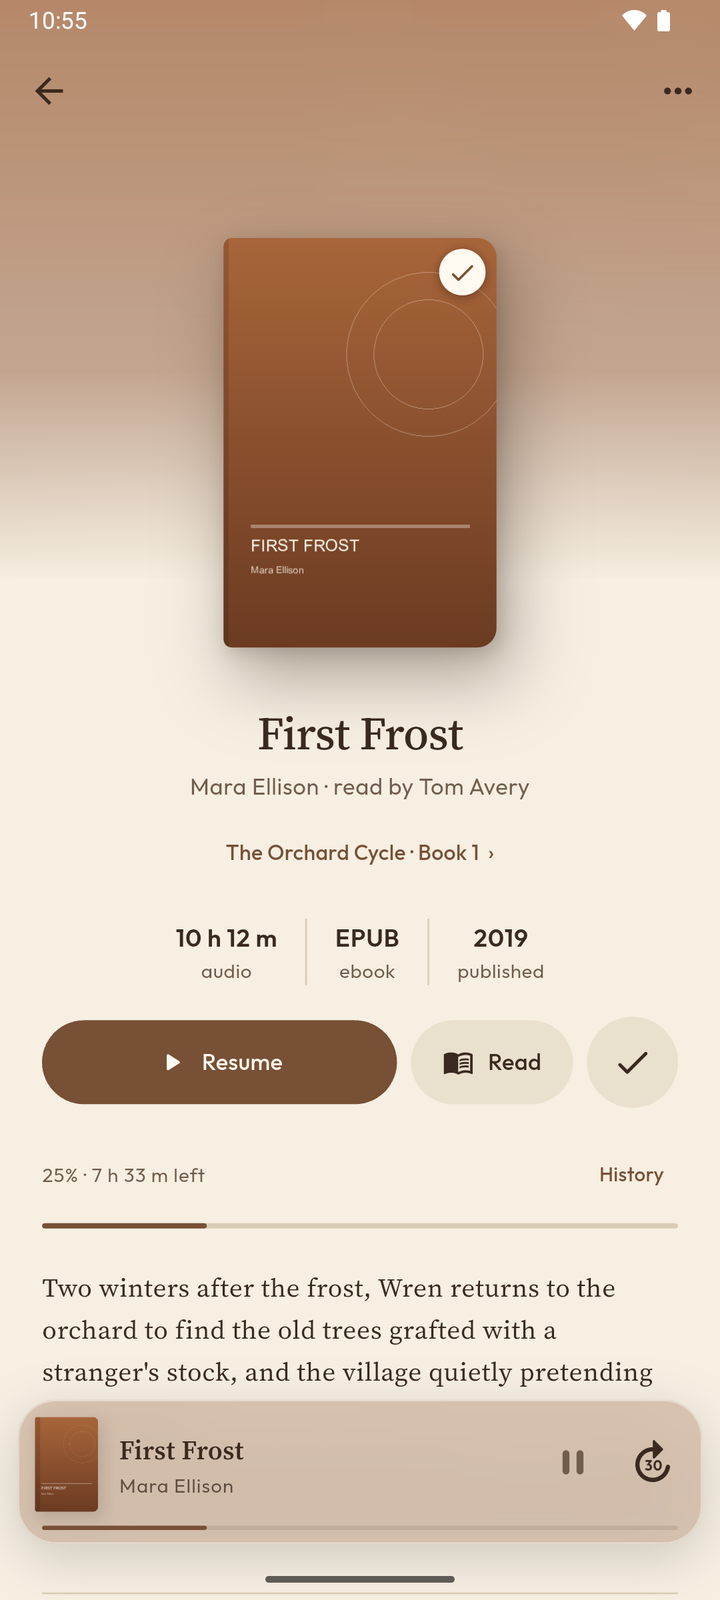 10:55
FIRST FROST
Mara Ellison
First Frost
Mara Ellison · read by Tom Avery
The Orchard Cycle · Book 1 ›
10 h 12 m
audio
EPUB
ebook
2019
published
Resume
Read
25% · 7 h 33 m left
History
Two winters after the frost, Wren returns to the
orchard to find the old trees grafted with a
stranger's stock, and the village quietly pretending
FIRST FROST
First Frost
Mara Ellison
30